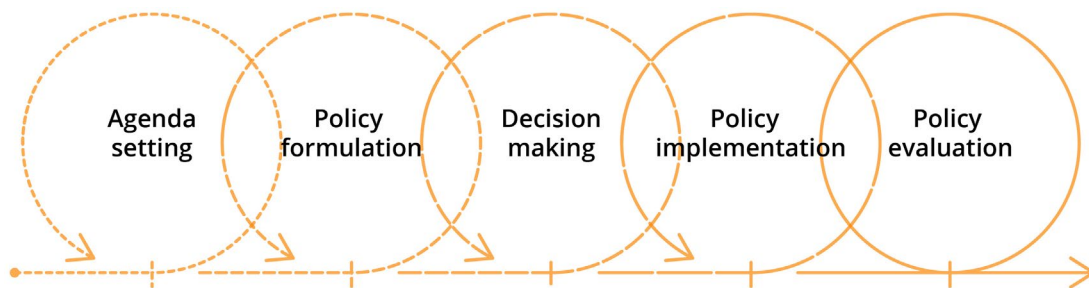 Agenda
setting
Policy
formulation
Decision
making
Policy
implementation
Policy
evaluation